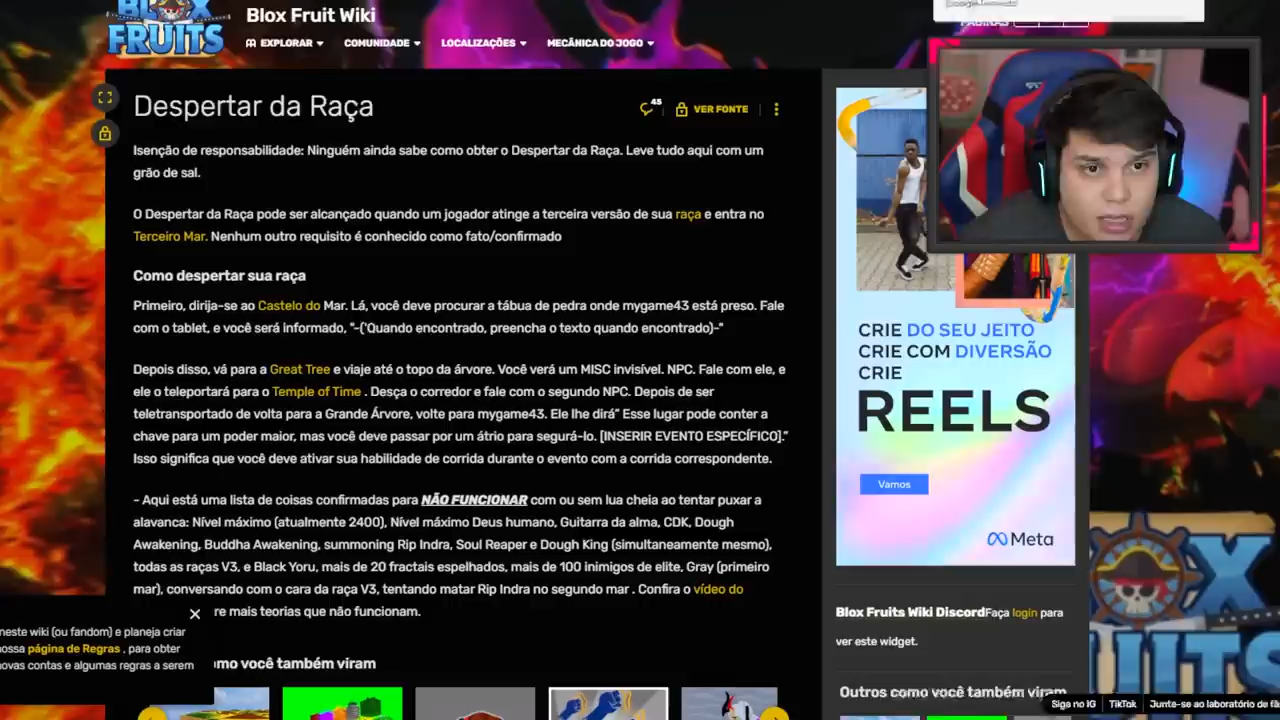 BLOX
FRUITS
Blox Fruit Wiki
EXPLORAR
COMUNIDADE
LOCALIZAÇÕES
MECÂNICA DO JOGO
PÁGINAS
Despertar da Raça
45
VER FONTE
Isenção de responsabilidade: Ninguém ainda sabe como obter o Despertar da Raça. Leve tudo aqui com um
grão de sal.
O Despertar da Raça pode ser alcançado quando um jogador atinge a terceira versão de sua raça e entra no
Terceiro Mar. Nenhum outro requisito é conhecido como fato/confirmado
Como despertar sua raça
Primeiro, dirija-se ao Castelo do Mar. Lá, você deve procurar a tábua de pedra onde mygame43 está preso. Fale
com o tablet, e você será informado, "-('Quando encontrado, preencha o texto quando encontrado)-"
Depois disso, vá para a Great Tree e viaje até o topo da árvore. Você verá um MISC invisível. NPC. Fale com ele, e
ele o teleportará para o Temple of Time . Desça o corredor e fale com o segundo NPC. Depois de ser
teletransportado de volta para a Grande Árvore, volte para mygame43. Ele lhe dirá" Esse lugar pode conter a
chave para um poder maior, mas você deve passar por um átrio para segurá-lo. [INSERIR EVENTO ESPECÍFICO]."
Isso significa que você deve ativar sua habilidade de corrida durante o evento com a corrida correspondente.
- Aqui está uma lista de coisas confirmadas para NÃO FUNCIONAR com ou sem lua cheia ao tentar puxar a
alavanca: Nível máximo (atualmente 2400), Nível máximo Deus humano, Guitarra da alma, CDK, Dough
Awakening, Buddha Awakening, summoning Rip Indra, Soul Reaper e Dough King (simultaneamente mesmo),
todas as raças V3, e Black Yoru, mais de 20 fractais espelhados, mais de 100 inimigos de elite, Gray (primeiro
mar), conversando com o cara da raça V3, tentando matar Rip Indra no segundo mar . Confira o vídeo do
re mais teorias que não funcionam.
neste wiki (ou fandom) e planeja criar
nossa página de Regras , para obter
novas contas e algumas regras a serem
mo você também viram
CRIE DO SEU JEITO
CRIE COM DIVERSÃO
CRIE
REELS
Vamos
Meta
Blox Fruits Wiki DiscordFaça login para
ver este widget.
Outros como você também viram
Siga no IG
TikTok
Junte-se ao laboratório de fã